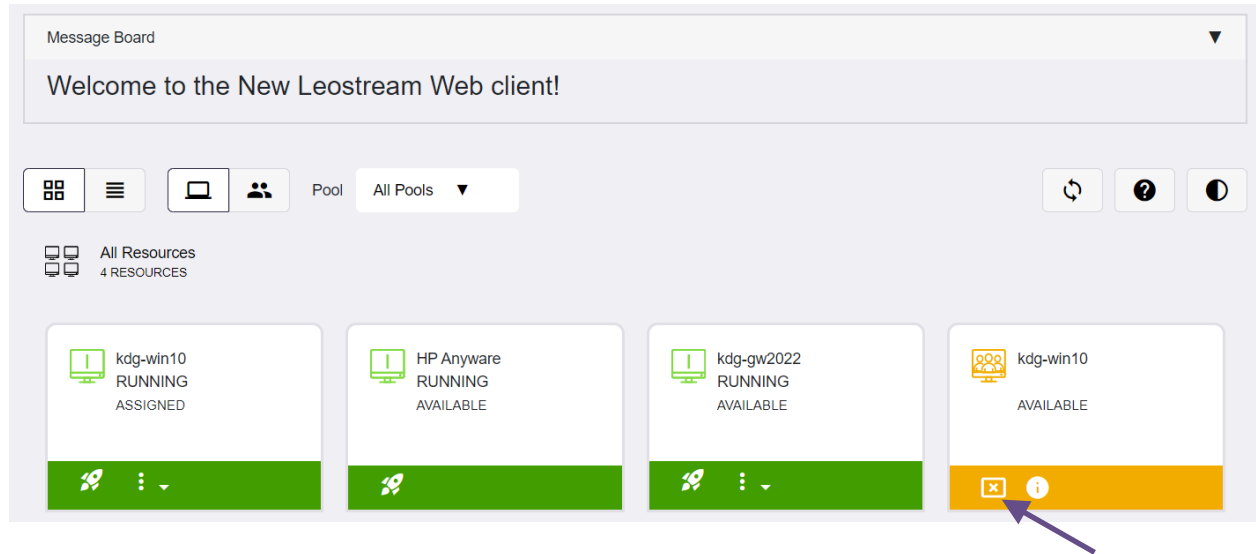 Message Board
Welcome to the New Leostream Web client!
Pool
All Pools
All Resources
4 RESOURCES
kdg-win10
RUNNING
ASSIGNED
HP Anyware
RUNNING
AVAILABLE
kdg-gw2022
RUNNING
AVAILABLE
kdg-win10
AVAILABLE